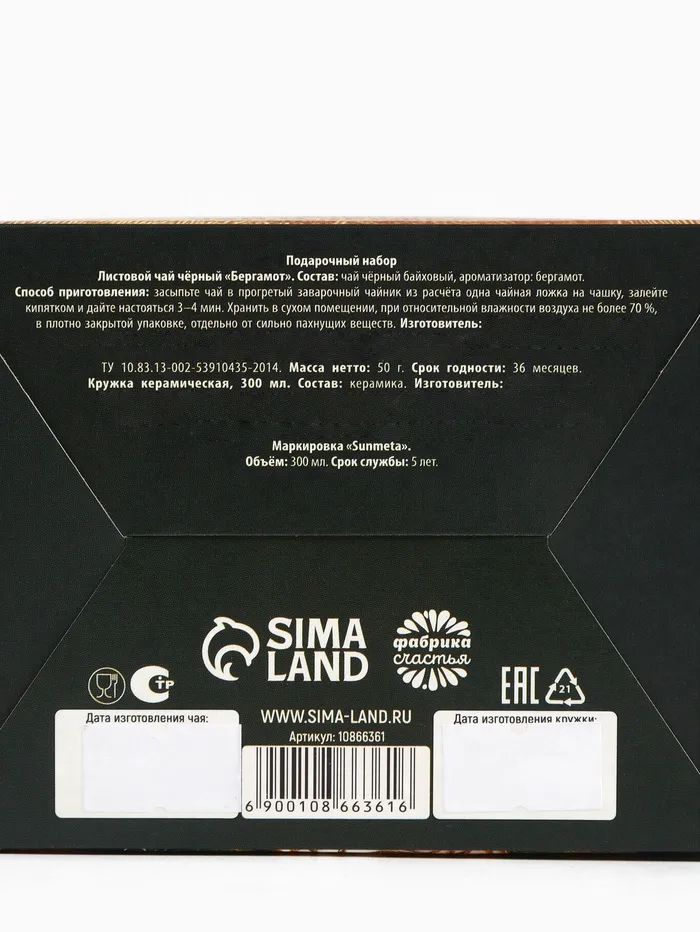 Подарочный набор
Листовой чай чёрный «Бергамот». Состав: чай чёрный байховый, ароматизатор: бергамот.
Способ приготовления: засыпьте чай в прогретый заварочный чайник из расчёта одна чайная ложка на чашку, залейте
кипятком и дайте настояться 3–4 мин. Хранить в сухом помещении, при относительной влажности воздуха не более 70 %,
в плотно закрытой упаковке, отдельно от сильно пахнущих веществ. Изготовитель:
ТУ 10.83.13-002-53910435-2014. Масса нетто: 50 г. Срок годности: 36 месяцев.
Кружка керамическая, 300 мл. Состав: керамика. Изготовитель:
Маркировка «Sunmeta».
Объём: 300 мл. Срок службы: 5 лет.
SIMA
LAND
фабрика
счастья
СТР
ЕАС
21
Дата изготовления чая:
WWW.SIMA-LAND.RU
Артикул: 10866361
Дата изготовления кружки:
6 900108 663616